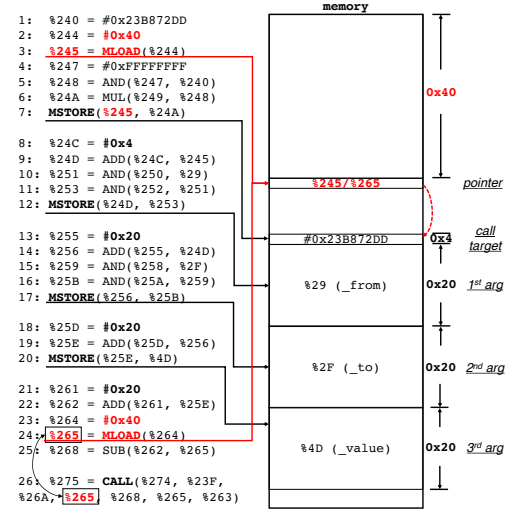 memory
1: %240 = #0x23B872DD
2: %244 = #0x40
3: %245 = MLOAD(%244)
4: %247 = #0xFFFFFFFF
5: %248 = AND(%247, %240)
6: %24A = MUL(%249, %248)
7: MSTORE(%245, %24A)
8: %24C = #0x4
9: %24D = ADD(%24C, %245)
10: %251 = AND(%250, %29)
11: %253 = AND(%252, %251)
12: MSTORE(%24D, %253)
13: %255 = #0x20
14: %256 = ADD(%255, %24D)
15: %259 = AND(%258, %2F)
16: %25B = AND(%25A, %259)
17: MSTORE(%256, %25B)
18: %25D = #0x20
19: %25E = ADD(%25D, %256)
20: MSTORE(%25E, %4D)
21: %261 = #0x20
22: %262 = ADD(%261, %25E)
23: %264 = #0x40
24: %265 = MLOAD(%264)
25: %268 = SUB(%262, %265)
26: %275 = CALL(%274, %23F,
%26A, %265, %268, %265, %263)
0x40
%245/%265
pointer
#0x23B872DD
0x4
call
target
%29 (_from)
0x20
1st arg
%2F (_to)
0x20
2nd arg
%4D (_value)
0x20
3rd arg